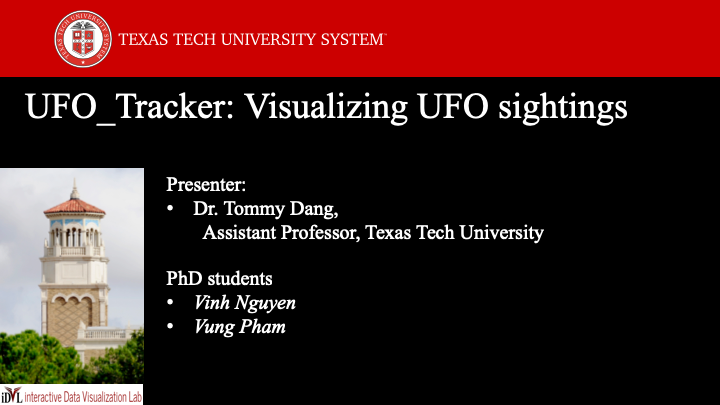 TEXAS TECH UNIVERSITY SYSTEM
UFO_Tracker: Visualizing UFO sightings
Presenter:
• Dr. Tommy Dang,
Assistant Professor, Texas Tech University
PhD students
• Vinh Nguyen
• Vung Pham
iDVL interactive Data Visualization Lab